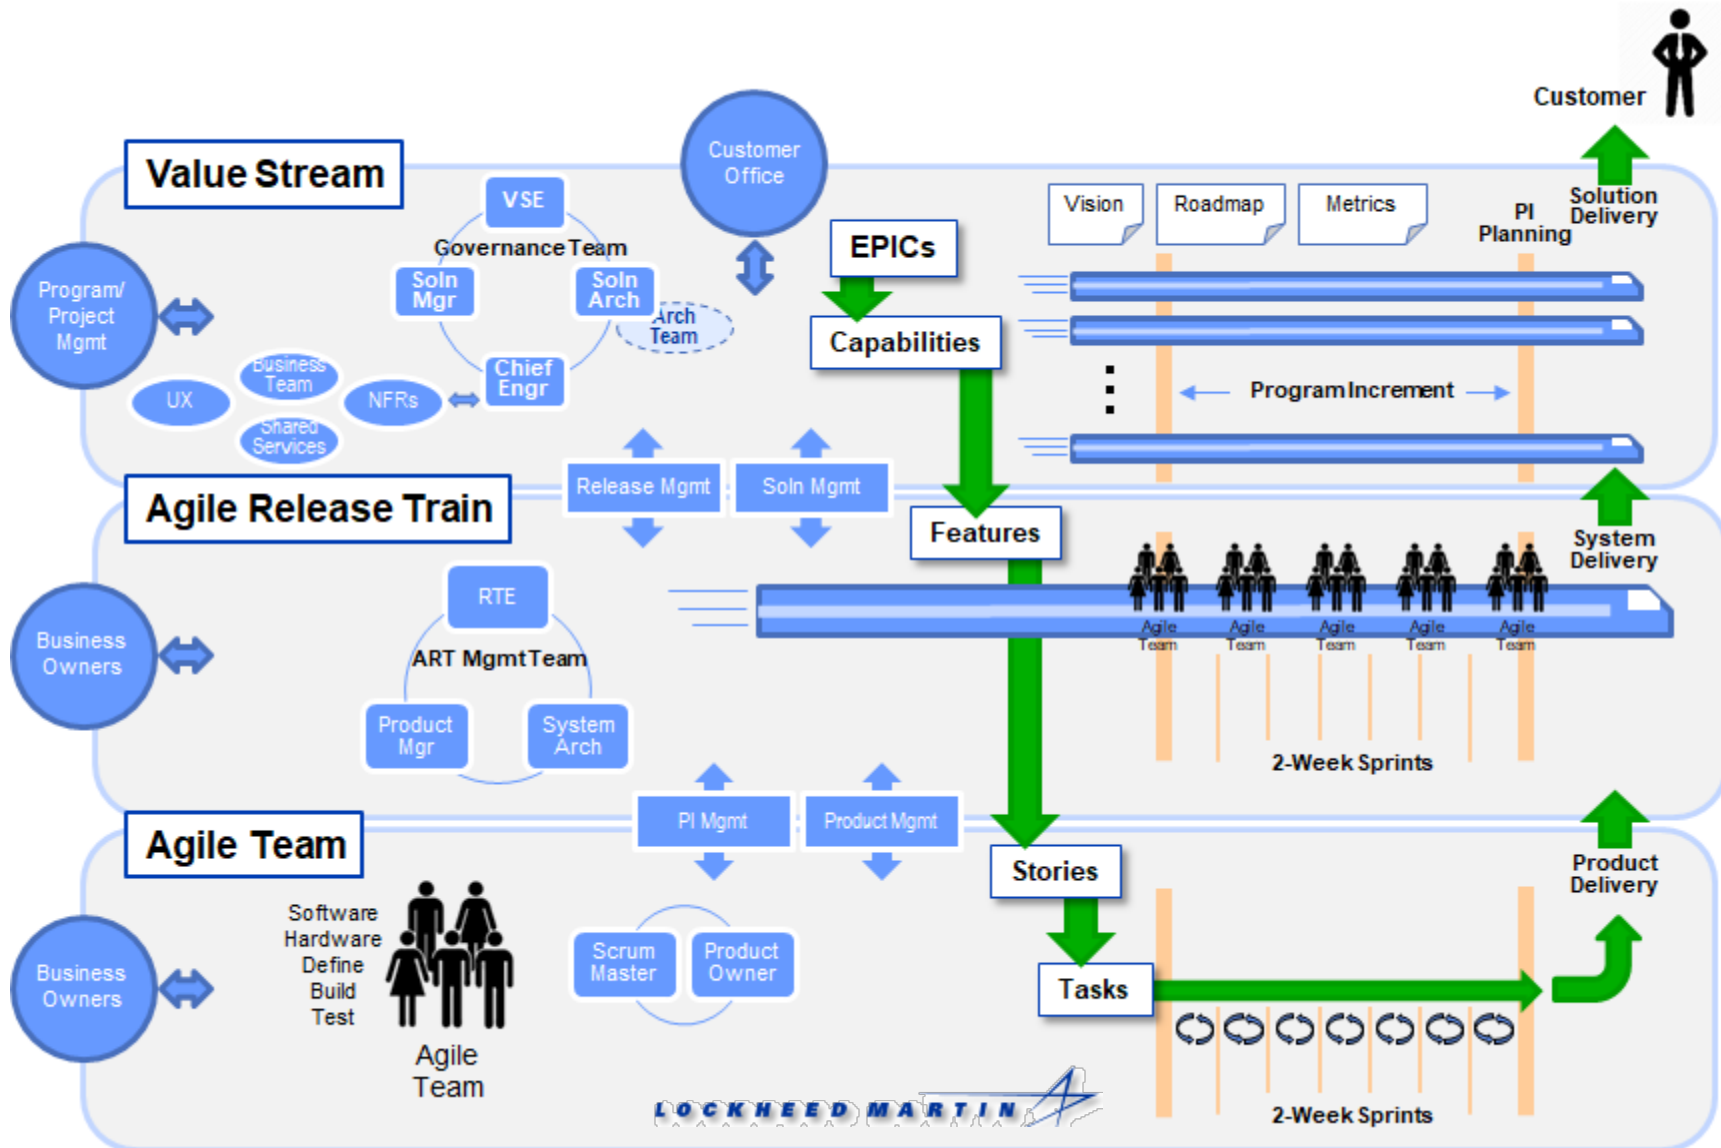 Customer
Value Stream
Customer
Office
VSE
Governance Team
Soln
Mgr
Soln
Arch
Arch
Team
Chief
Engr
Program/
Project
Mgmt
UX
Business
Team
NFRs
Shared
Services
EPICs
Capabilities
Vision
Roadmap
Metrics
PI
Planning
Solution
Delivery
Program Increment
Release Mgmt
Soln Mgmt
Agile Release Train
Features
System
Delivery
Business
Owners
RTE
ART Mgmt Team
Product
Mgr
System
Arch
Agile
Team
Agile
Team
Agile
Team
Agile
Team
Agile
Team
2-Week Sprints
PI Mgmt
Product Mgmt
Agile Team
Stories
Product
Delivery
Business
Owners
Software
Hardware
Define
Build
Test
Agile
Team
Scrum
Master
Product
Owner
Tasks
2-Week Sprints
LOCKHEED MARTIN